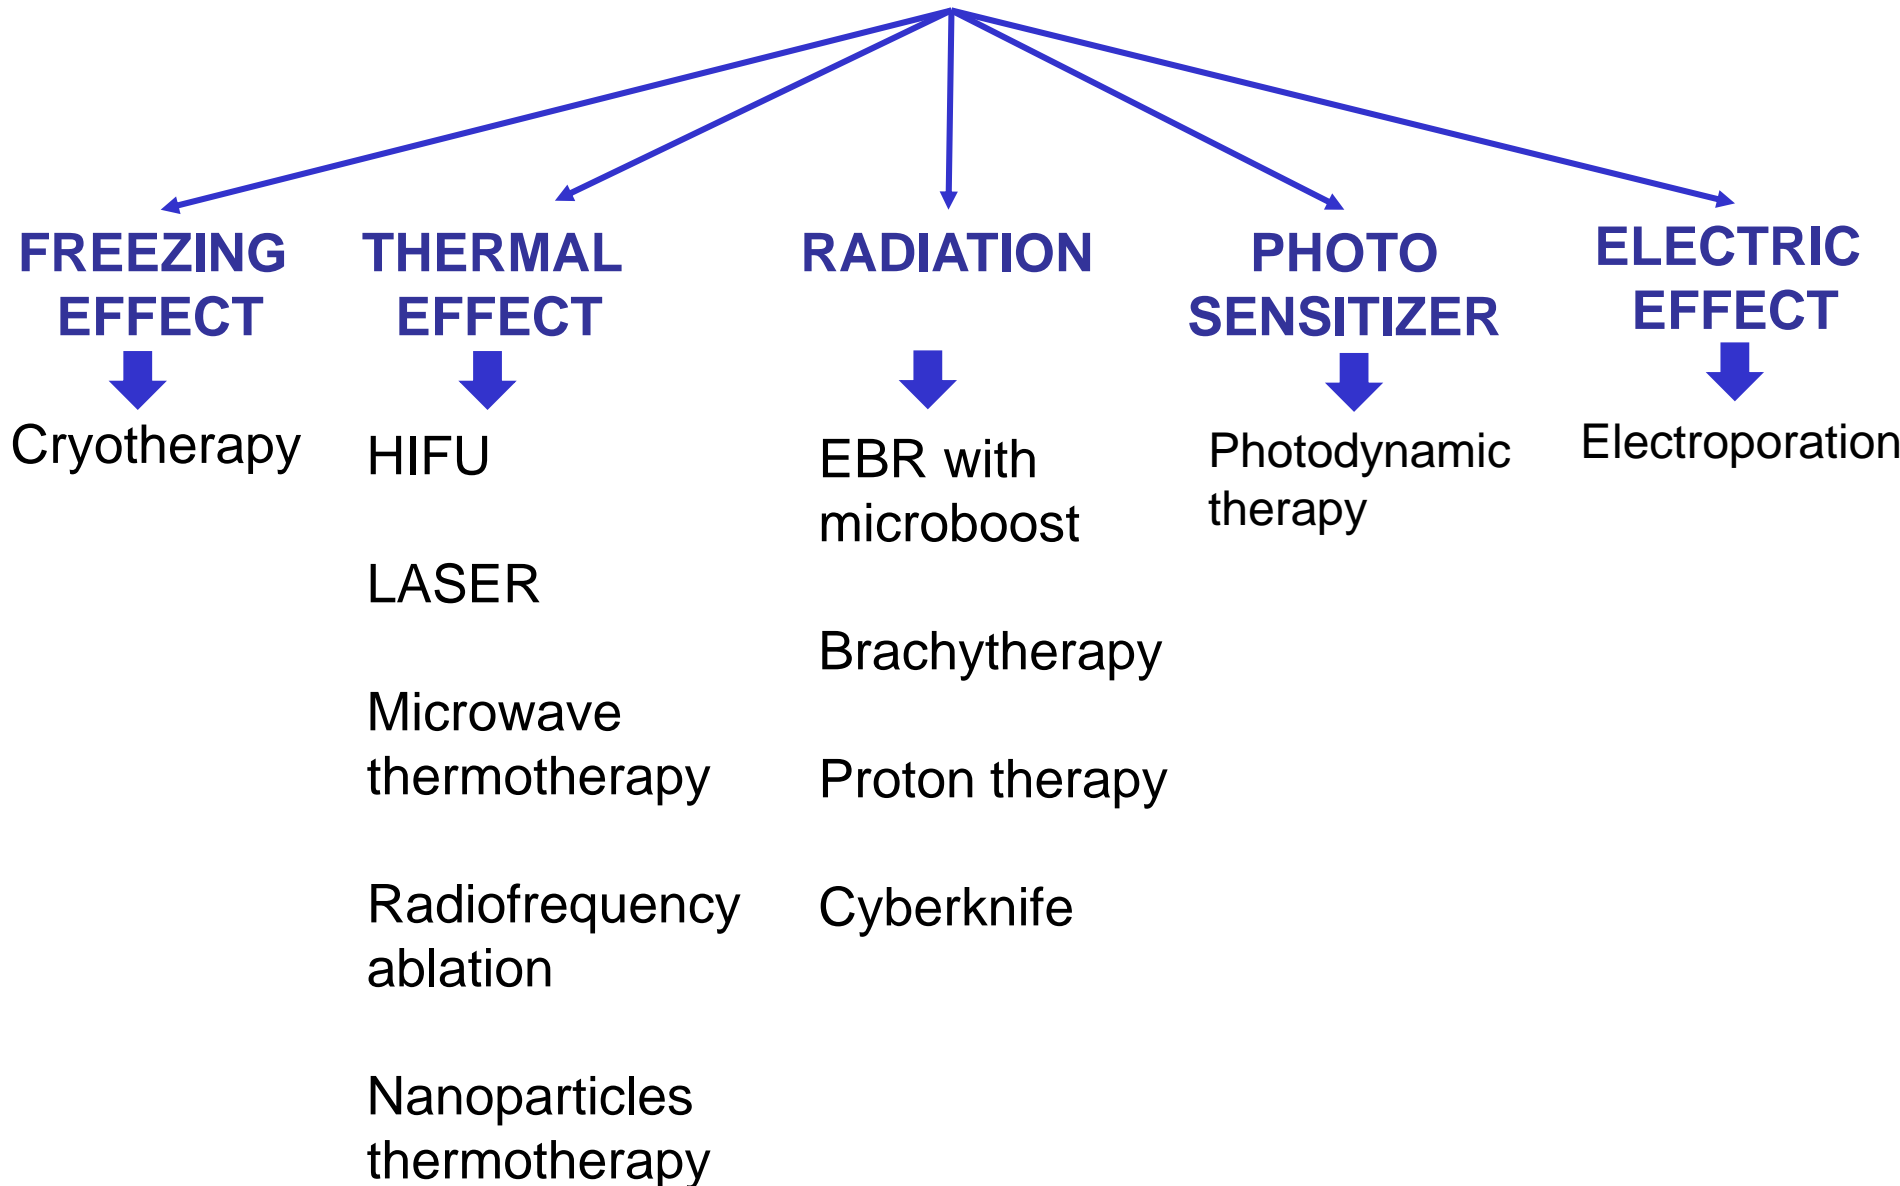 FREEZING
EFFECT
Cryotherapy
THERMAL
EFFECT
HIFU
LASER
Microwave
thermotherapy
Radiofrequency
ablation
Nanoparticles
thermotherapy
RADIATION
EBR with
microboost
Brachytherapy
Proton therapy
Cyberknife
PHOTO
SENSITIZER
Photodynamic
therapy
ELECTRIC
EFFECT
Electroporation